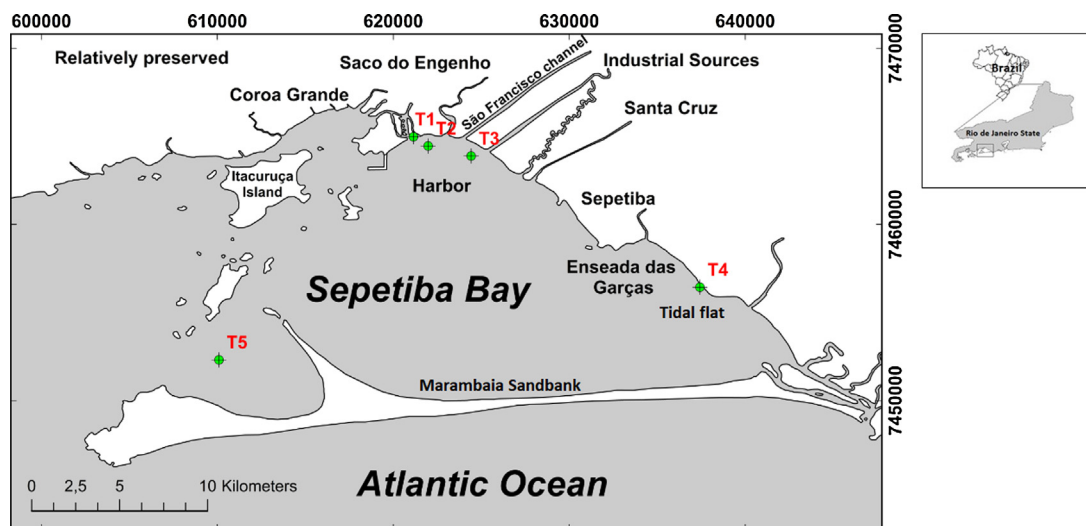 600000
610000
620000
630000
640000
Relatively preserved
Saco do Engenho
São Francisco channel
Industrial Sources
Coroa Grande
Santa Cruz
T1
T2
T3
Itacuruça
Island
Harbor
Sepetiba
Sepetiba Bay
Enseada das
Garças
T4
Tidal flat
T5
Marambaia Sandbank
Atlantic Ocean
0
2,5
5
10 Kilometers
7470000
7460000
7450000
Brazil
Rio de Janeiro State